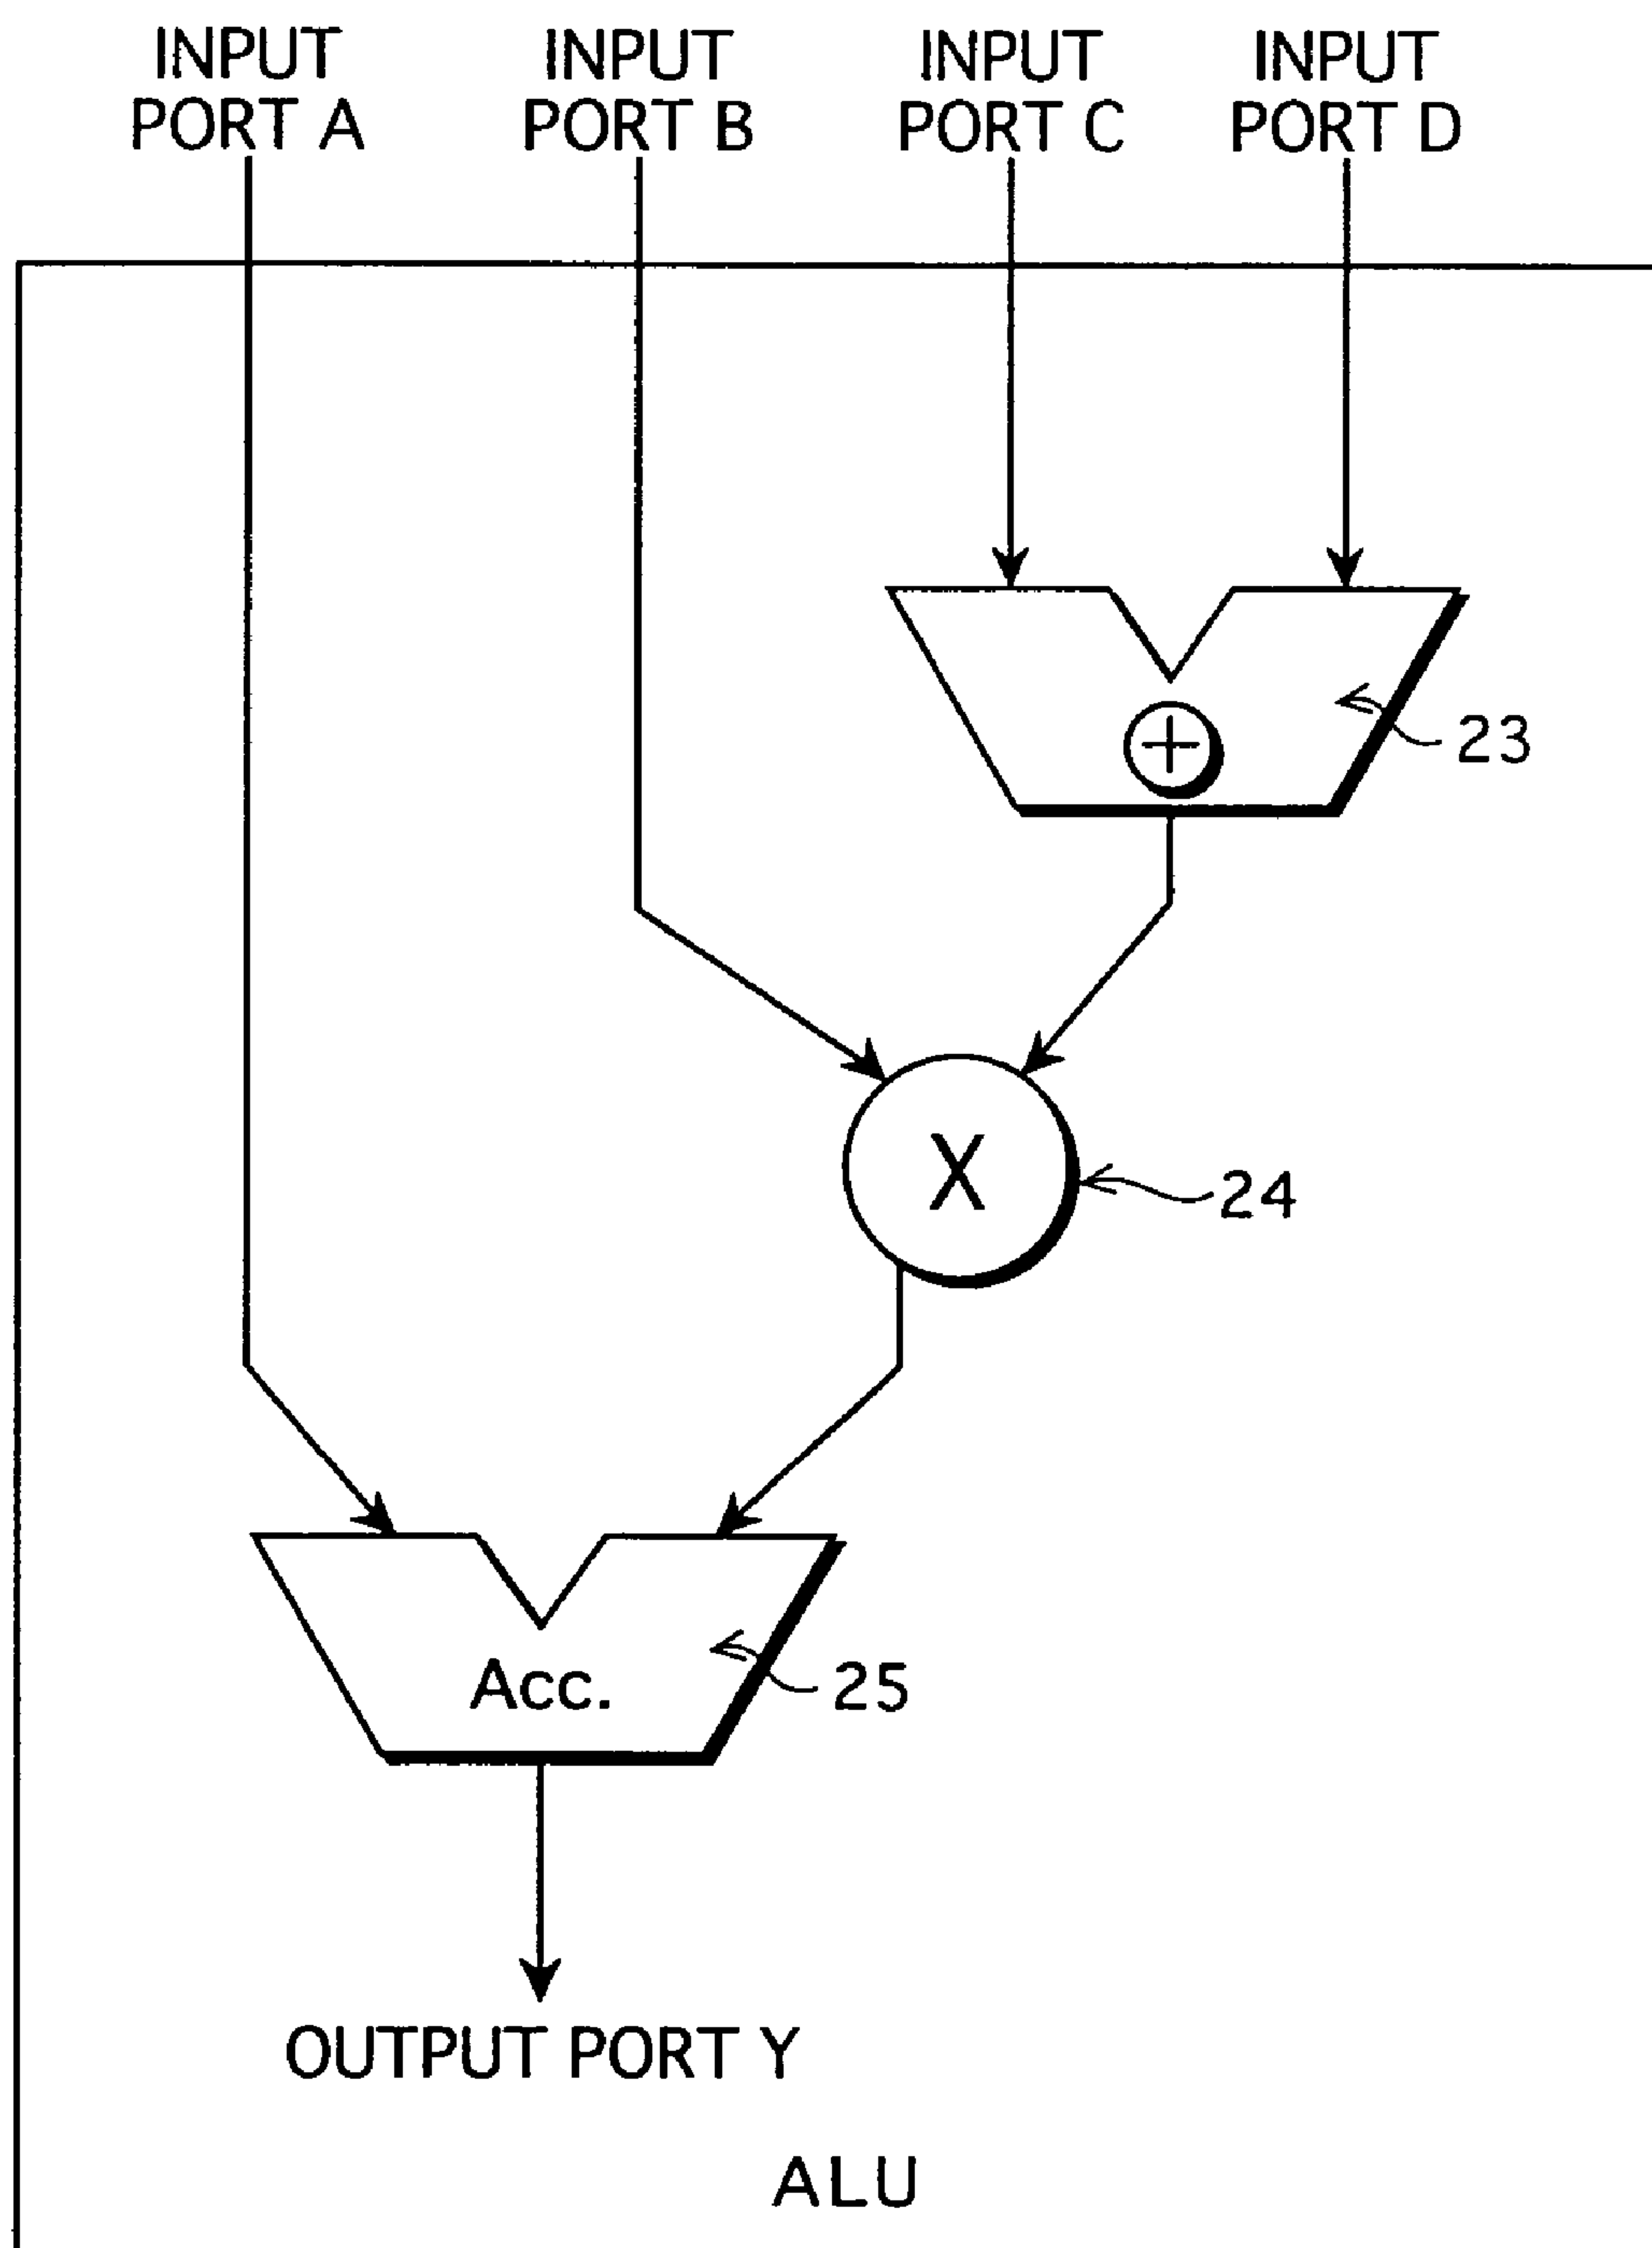 INPUT
PORT A
INPUT
PORT B
INPUT
PORT C
INPUT
PORT D
+
23
X
24
Acc.
25
OUTPUT PORT Y
ALU